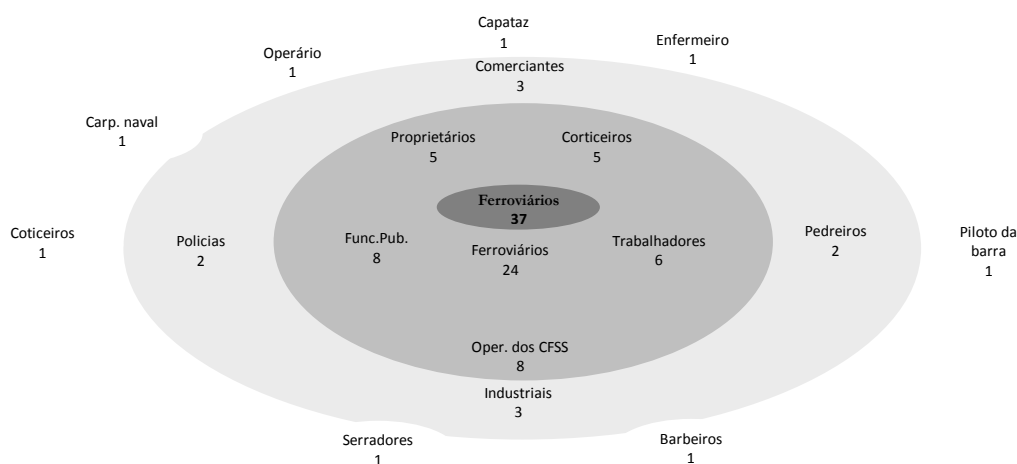 Capataz
1
Operário
1
Enfermeiro
1
Comerciantes
3
Carp. naval
1
Proprietários
5
Corticeiros
5
Ferroviários
37
Coticeiros
1
Policias
2
Func.Pub.
8
Ferroviários
24
Trabalhadores
6
Pedreiros
2
Piloto da
barra
1
Oper. dos CFSS
8
Industriais
3
Serradores
1
Barbeiros
1